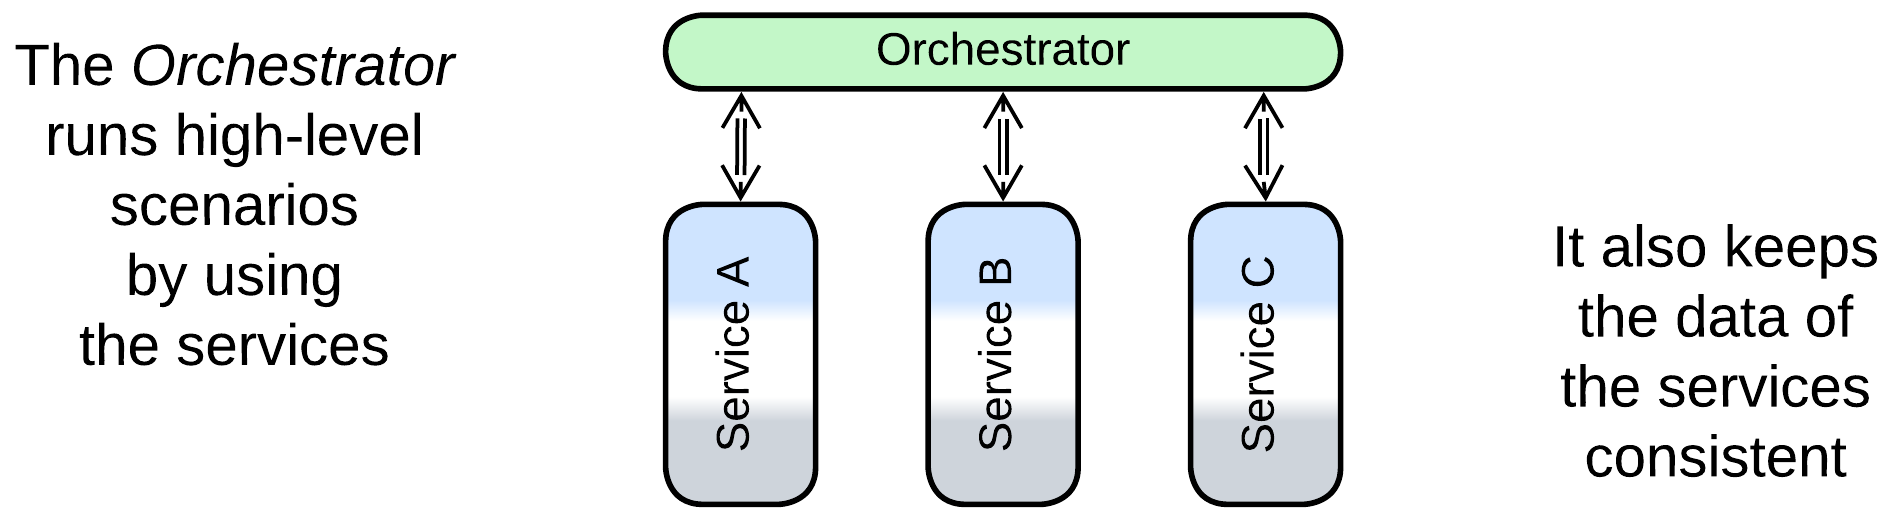 The Orchestrator
runs high-level
scenarios
by using
the services
Orchestrator
Service A
Service B
Service C
It also keeps
the data of
the services
consistent